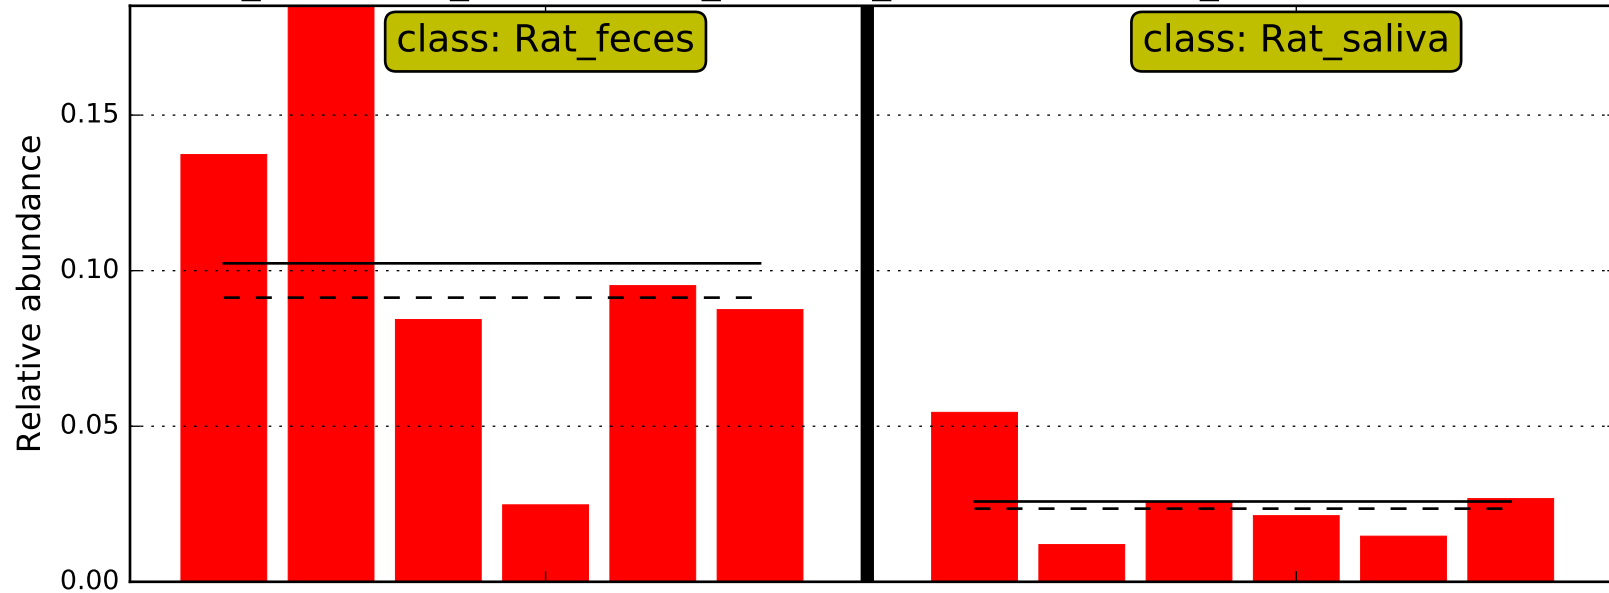 class: Rat_feces
class: Rat_saliva
0.15
0.10
0.05
0.00
Relative abundance